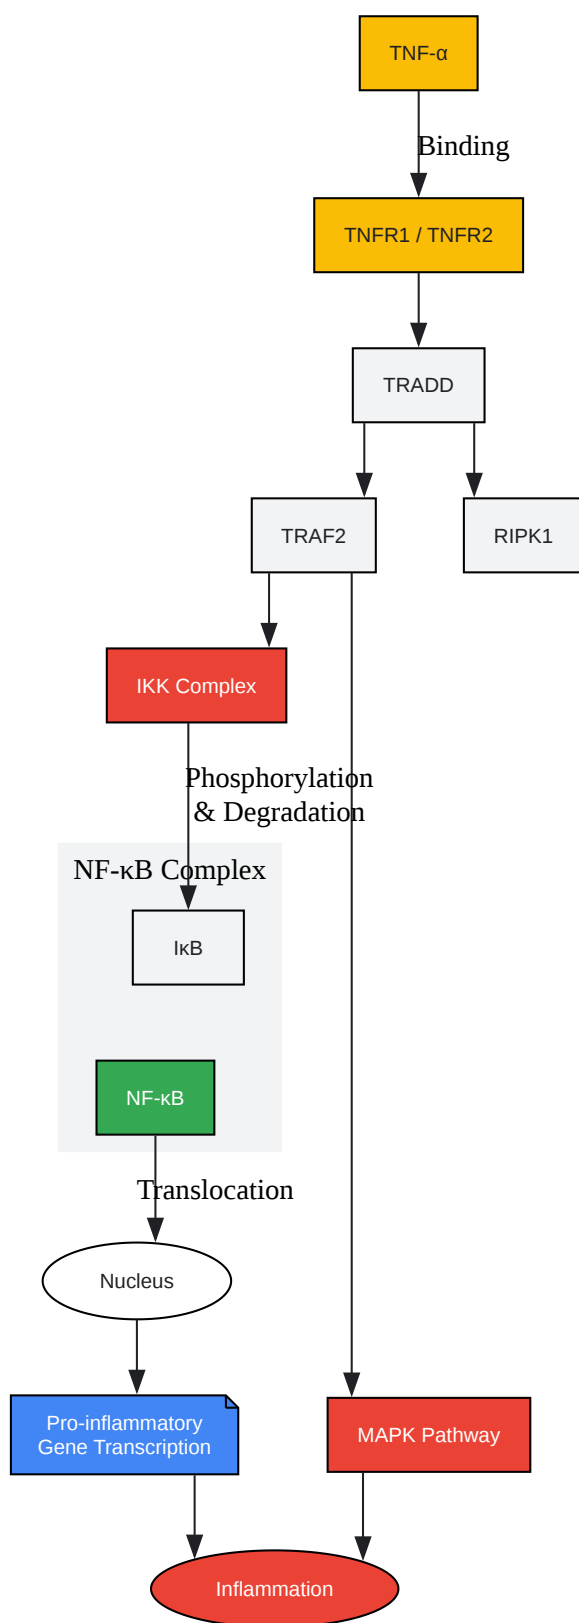 TNF-α
Binding
TNFR1 / TNFR2
TRADD
TRAF2
RIPK1
IKK Complex
Phosphorylation
& Degradation
NF-κB Complex
IκB
NF-κB
Translocation
Nucleus
Pro-inflammatory
Gene Transcription
MAPK Pathway
Inflammation